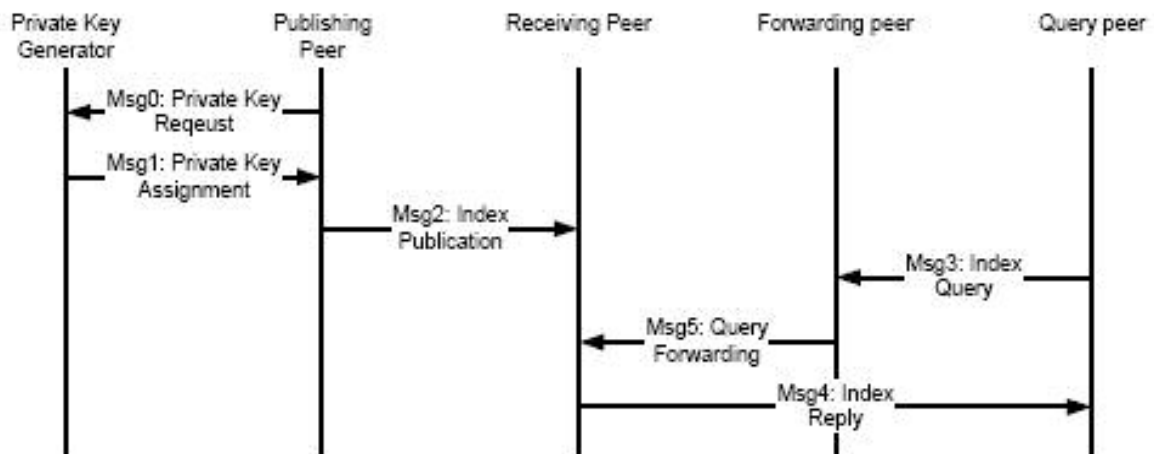 Private Key
Generator
Publishing
Peer
Receiving Peer
Forwarding peer
Query peer
Msg0: Private Key
Reqeust
Msg1: Private Key
Assignment
Msg2: Index
Publication
Msg3: Index
Query
Msg5: Query
Forwarding
Msg4: Index
Reply